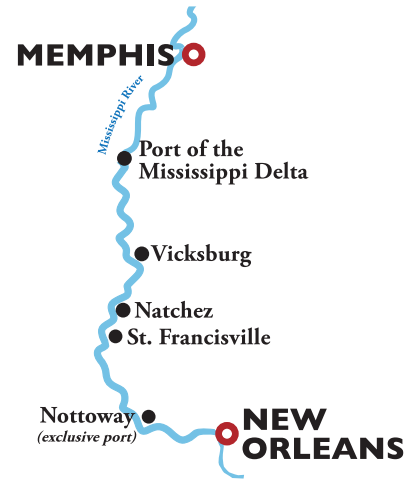 MEMPHIS
Mississippi River
Port of the
Mississippi Delta
Vicksburg
Natchez
St. Francisville
Nottoway
(exclusive port)
NEW
ORLEANS